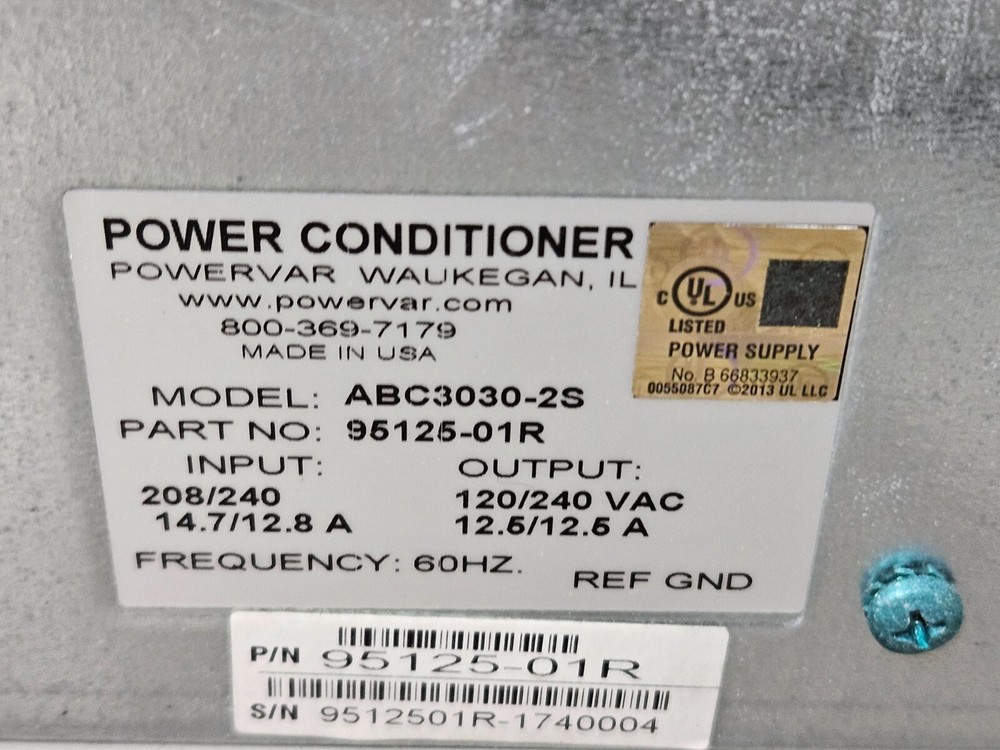 POWER CONDITIONER
POWERVAR WAUKEGAN, IL
www.powervar.com
800-369-7179
MADE IN USA
C UL US
LISTED
POWER SUPPLY
No. B 66833937
0055087C7 ©2013 UL LLC
MODEL: ABC3030-2S
PART NO: 95125-01R
INPUT: OUTPUT:
208/240 120/240 VAC
14.7/12.8 A 12.5/12.5 A
FREQUENCY: 60HZ.
REF GND
P/N 95125-01R
S/N 9512501R-1740004